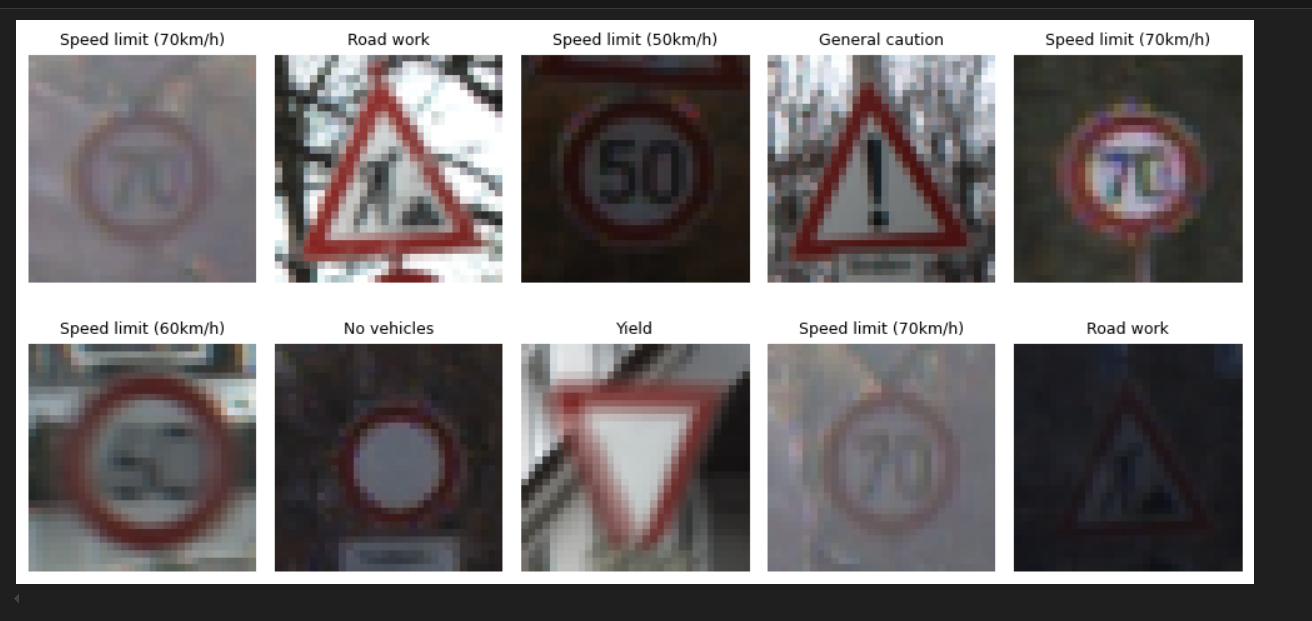 Speed limit (70km/h)
Road work
Speed limit (50km/h)
General caution
Speed limit (70km/h)
70
50
70
Speed limit (60km/h)
No vehicles
Yield
Speed limit (70km/h)
Road work
70